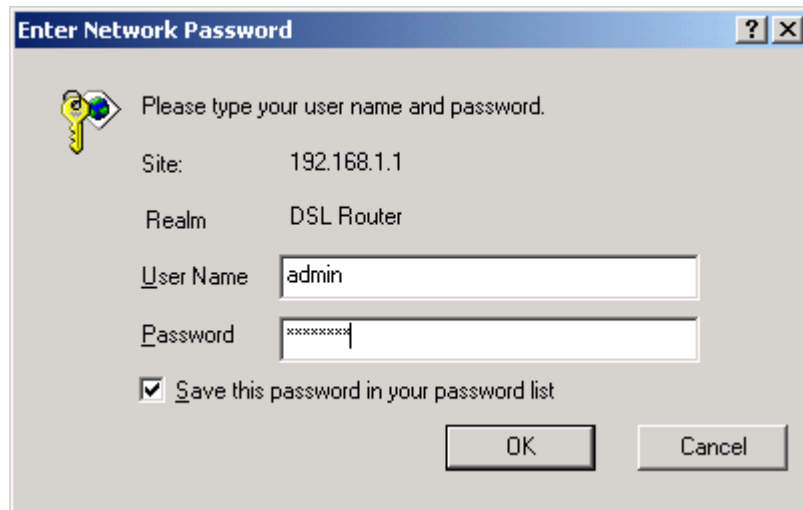 Enter Network Password
Please type your user name and password.
Site: 192.168.1.1
Realm DSL Router
User Name admin
Password ********
Save this password in your password list
OK Cancel